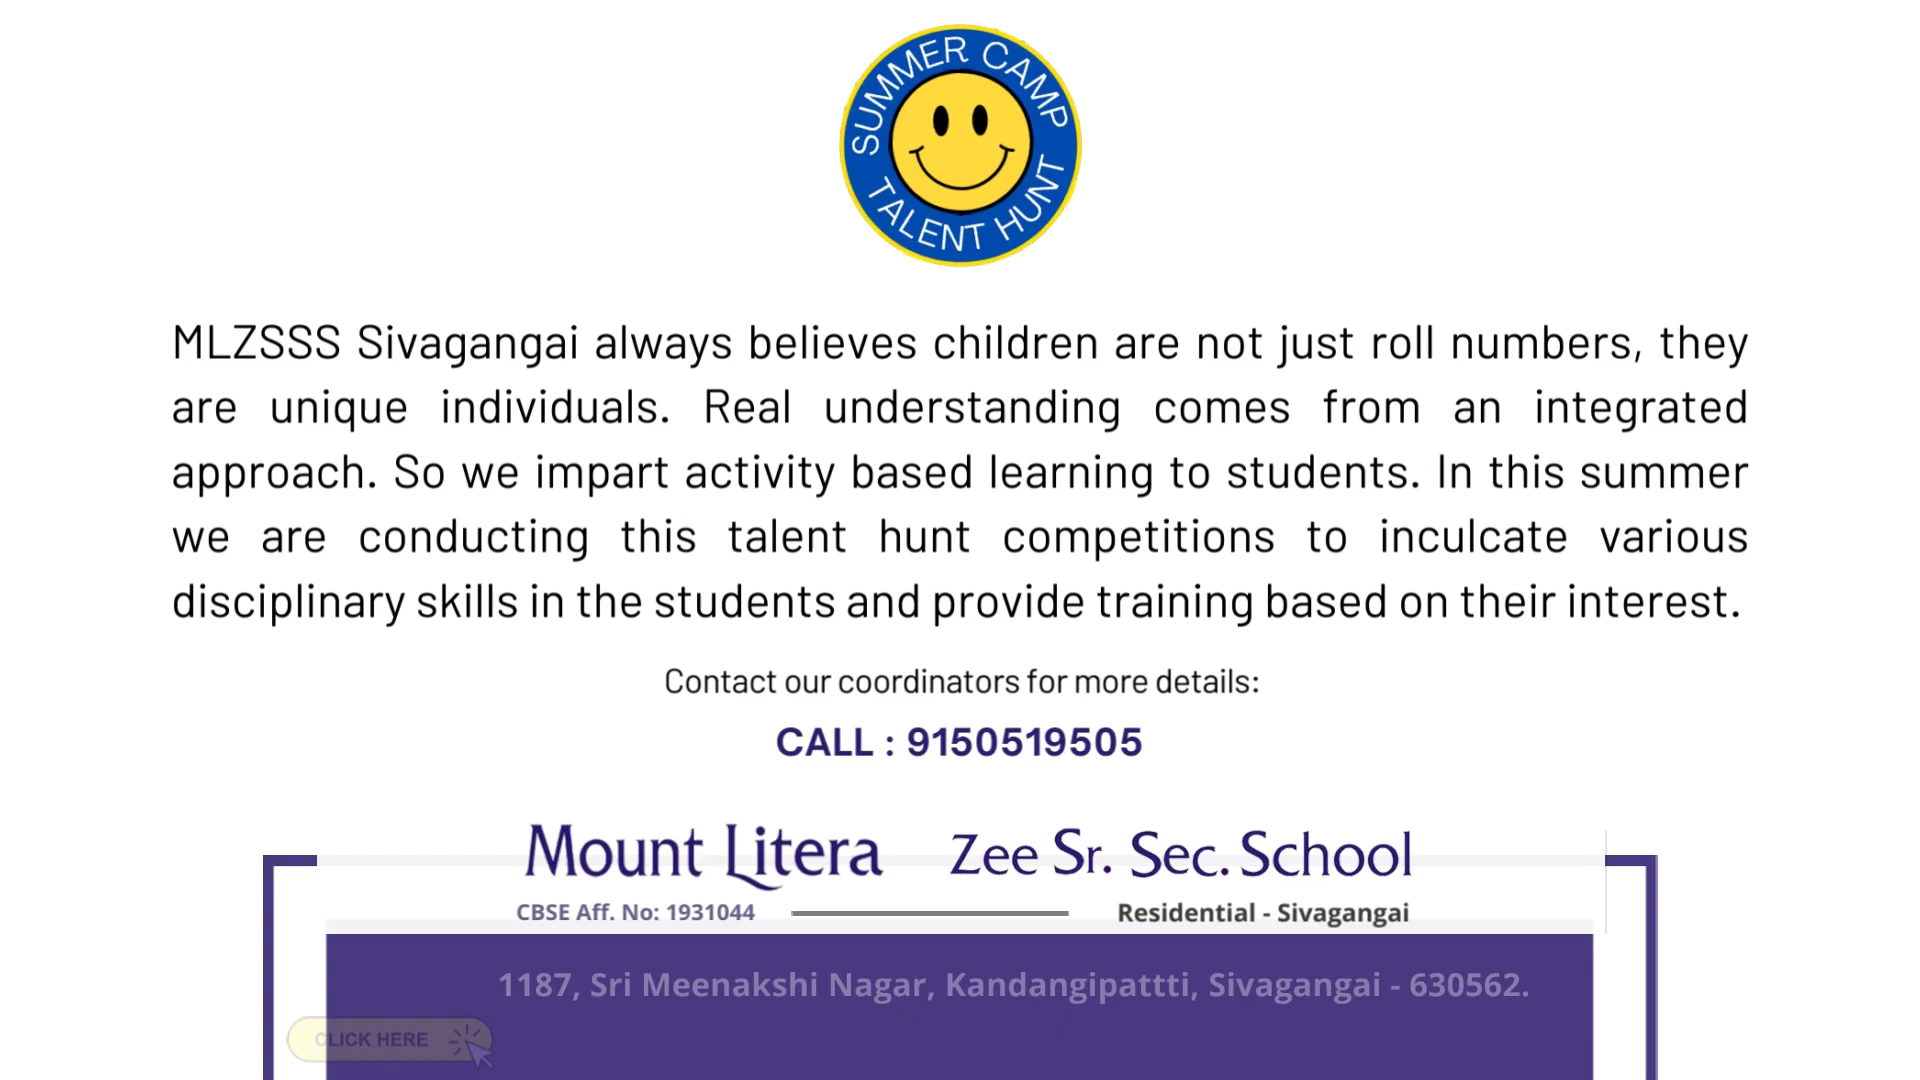 SUMMER CAMP
TALENT HUNT
MLZSSS Sivagangai always believes children are not just roll numbers, they
are unique individuals. Real understanding comes from an integrated
approach. So we impart activity based learning to students. In this summer
we are conducting this talent hunt competitions to inculcate various
disciplinary skills in the students and provide training based on their interest.
Contact our coordinators for more details:
CALL : 9150519505
Mount Litera Zee Sr. Sec. School
CBSE Aff. No: 1931044 Residential - Sivagangai
1187, Sri Meenakshi Nagar, Kandangipattti, Sivagangai - 630562.
CLICK HERE